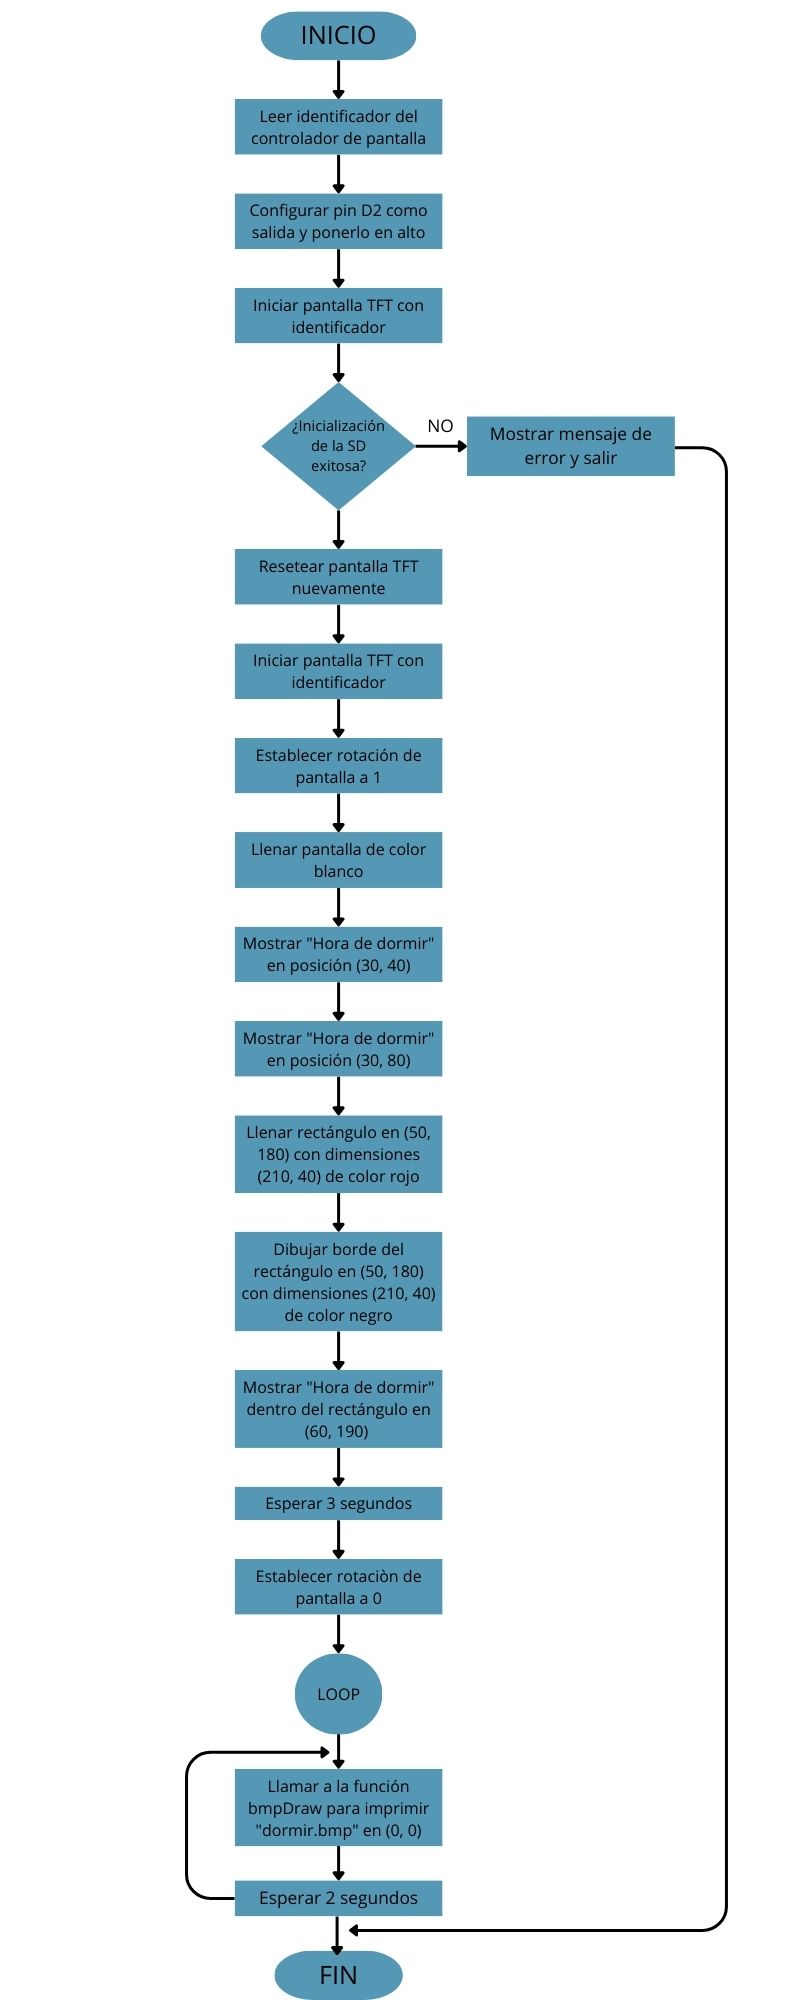 INICIO
Leer identificador del
controlador de pantalla
Configurar pin D2 como
salida y ponerlo en alto
Iniciar pantalla TFT con
identificador
¿Inicialización
de la SD
exitosa?
NO
Mostrar mensaje de
error y salir
Resetear pantalla TFT
nuevamente
Iniciar pantalla TFT con
identificador
Establecer rotación de
pantalla a 1
Llenar pantalla de color
blanco
Mostrar "Hora de dormir"
en posición (30, 40)
Mostrar "Hora de dormir"
en posición (30, 80)
Llenar rectángulo en (50,
180) con dimensiones
(210, 40) de color rojo
Dibujar borde del
rectángulo en (50, 180)
con dimensiones (210, 40)
de color negro
Mostrar "Hora de dormir"
dentro del rectángulo en
(60, 190)
Esperar 3 segundos
Establecer rotaciòn de
pantalla a 0
LOOP
Llamar a la función
bmpDraw para imprimir
"dormir.bmp" en (0, 0)
Esperar 2 segundos
FIN